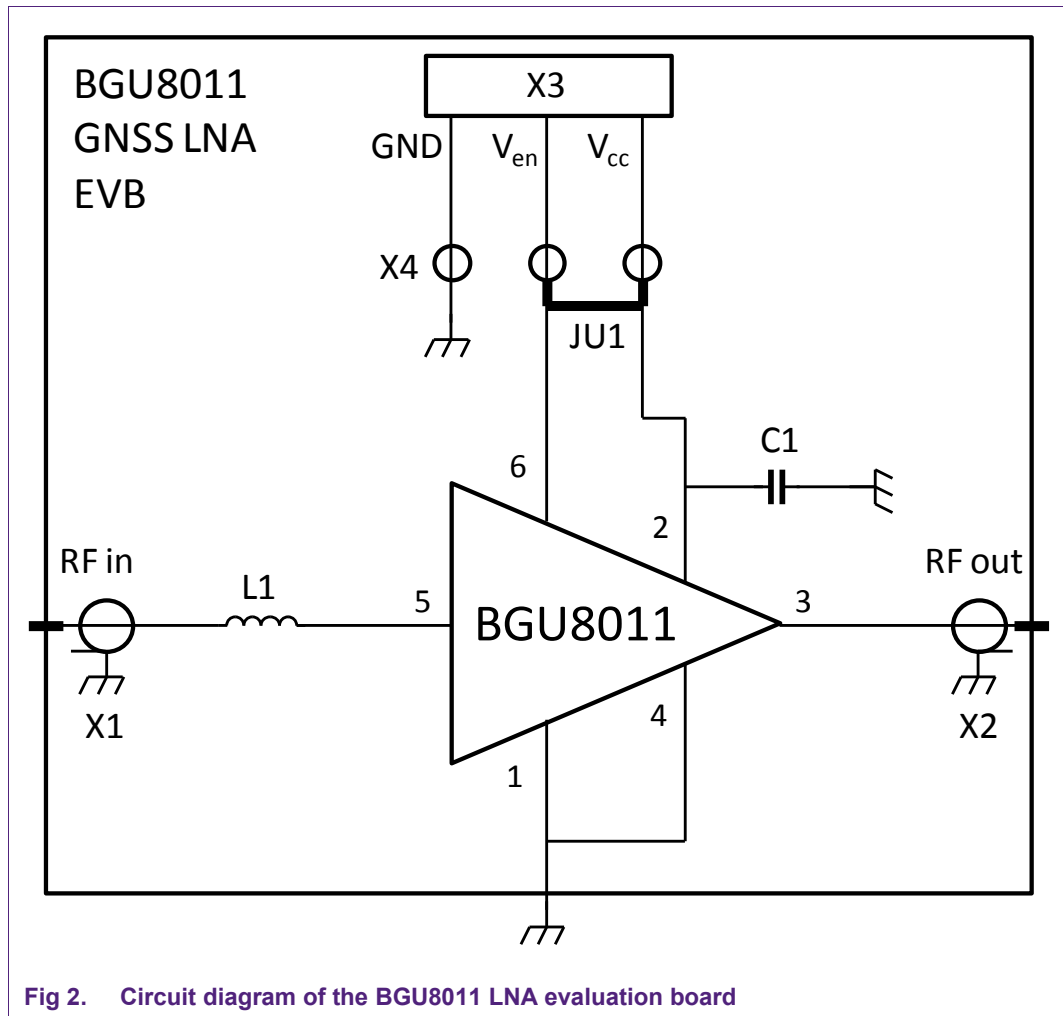 BGU8011
GNSS LNA
EVB
X3
GND
Ven
Vcc
X4
JU1
C1
6
2
RF in
L1
5
BGU8011
3
RF out
X1
1
4
X2
Fig 2. Circuit diagram of the BGU8011 LNA evaluation board